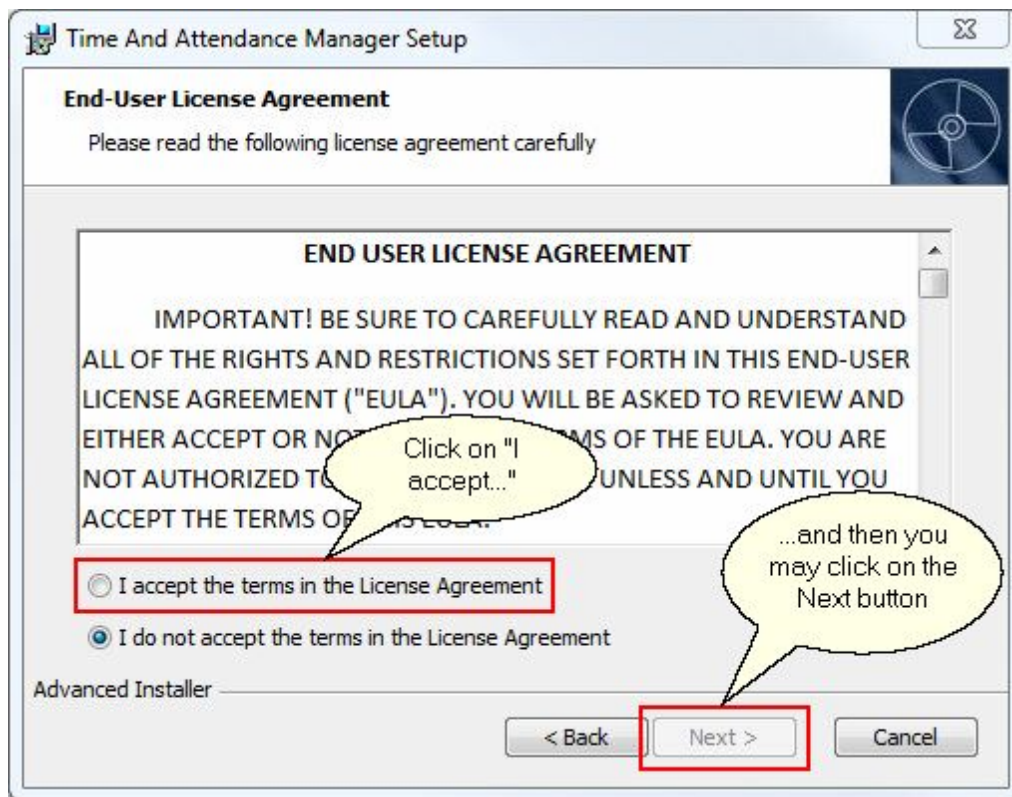 Time And Attendance Manager Setup
End-User License Agreement
Please read the following license agreement carefully
END USER LICENSE AGREEMENT
IMPORTANT! BE SURE TO CAREFULLY READ AND UNDERSTAND
ALL OF THE RIGHTS AND RESTRICTIONS SET FORTH IN THIS END-USER
LICENSE AGREEMENT ("EULA"). YOU WILL BE ASKED TO REVIEW AND
EITHER ACCEPT OR NOT OF THE EULA. YOU ARE
NOT AUTHORIZED UNLESS AND UNTIL YOU
ACCEPT THE TERMS EULA.
Click on "I
accept..."
...and then you
may click on the
Next button
I accept the terms in the License Agreement
I do not accept the terms in the License Agreement
Advanced Installer
< Back
Next >
Cancel